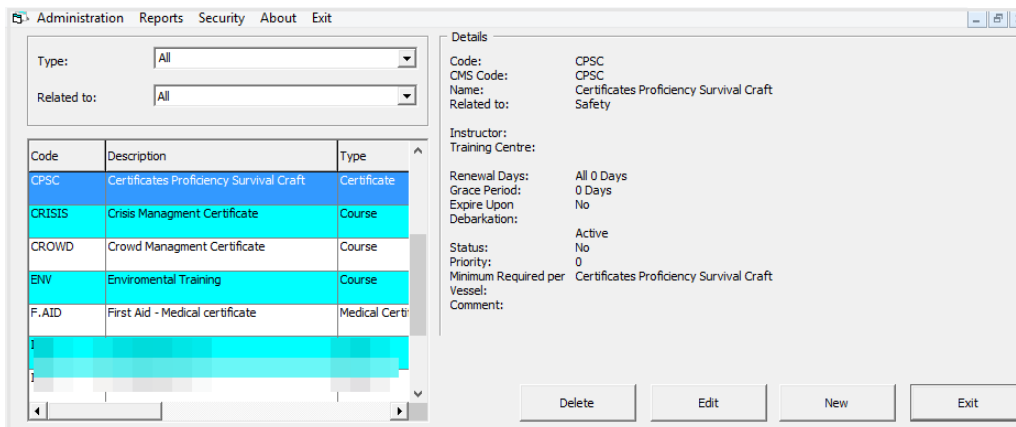 Administration Reports Security About Exit
Type: All
Related to: All
Code Description Type
CPSC Certificates Proficiency Survival Craft Certificate
CRISIS Crisis Managment Certificate Course
CROWD Crowd Managment Certificate Course
ENV Enviromental Training Course
F.AID First Aid - Medical certificate Medical Certi
Details
Code: CPSC
CMS Code: CPSC
Name: Certificates Proficiency Survival Craft
Related to: Safety
Instructor:
Training Centre:
Renewal Days: All 0 Days
Grace Period: 0 Days
Expire Upon No
Debarkation:
Active
Status: No
Priority: 0
Minimum Required per Certificates Proficiency Survival Craft
Vessel:
Comment:
Delete Edit New Exit